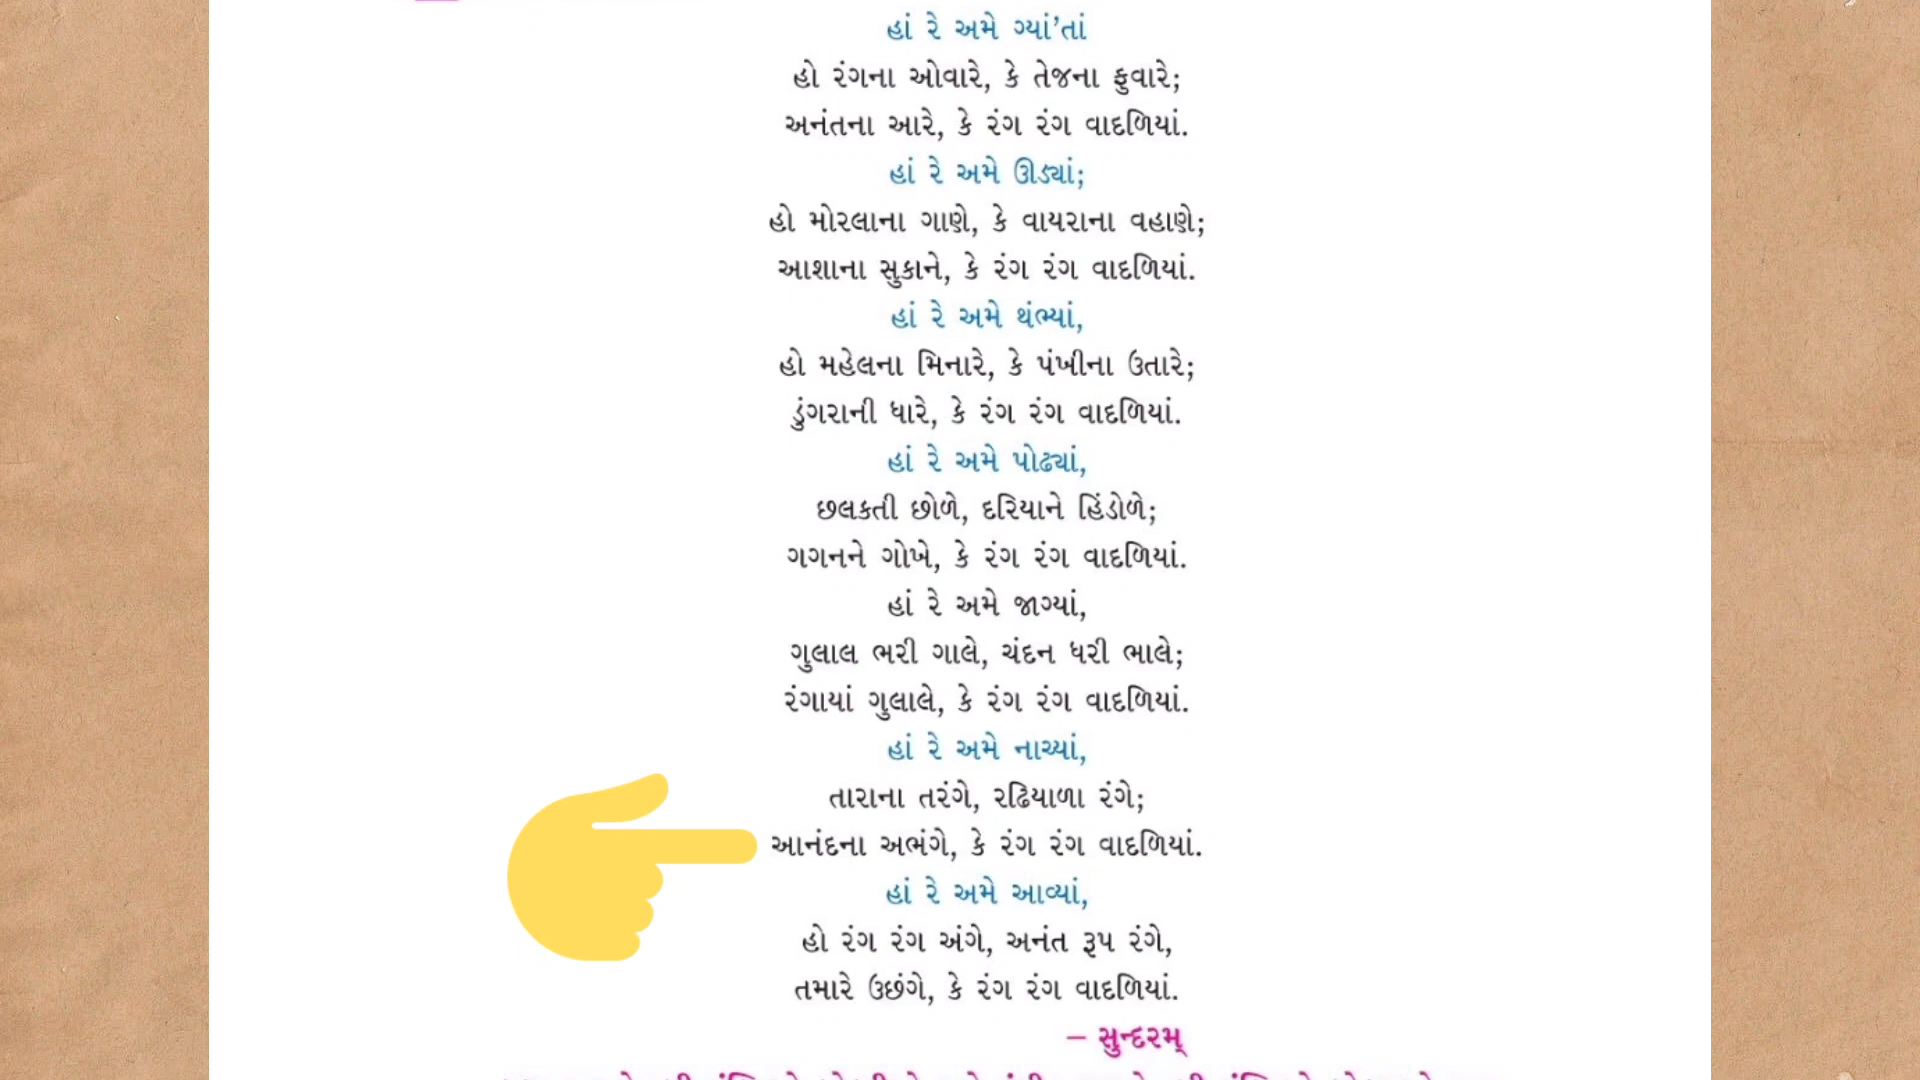 હાં રે અમે ગ્યાં'તાં
હો રંગના ઓવારે, કે તેજના ફુવારે;
અનંતના આરે, કે રંગ રંગ વાદળિયાં.
હાં રે અમે ઊડ્યાં;
હો મોરલાના ગાણે, કે વાયરાના વહાણે;
આશાના સુકાને, કે રંગ રંગ વાદળિયાં.
હાં રે અમે થંભ્યાં,
હો મહેલના મિનારે, કે પંખીના ઉતારે;
ડુંગરાની ધારે, કે રંગ રંગ વાદળિયાં.
હાં રે અમે પોઢ્યાં,
છલકતી છોળે, દરિયાને હિંડોળે;
ગગનને ગોખે, કે રંગ રંગ વાદળિયાં.
હાં રે અમે જાગ્યાં,
ગુલાલ ભરી ગાલે, ચંદન ધરી ભાલે;
રંગાયાં ગુલાલે, કે રંગ રંગ વાદળિયાં.
હાં રે અમે નાચ્યાં,
તારાના તરંગે, રઢિયાળા રંગે;
આનંદના અભંગે, કે રંગ રંગ વાદળિયાં.
હાં રે અમે આવ્યાં,
હો રંગ રંગ અંગે, અનંત રૂપ રંગે,
તમારે ઉછંગે, કે રંગ રંગ વાદળિયાં.
– સુન્દરમ્